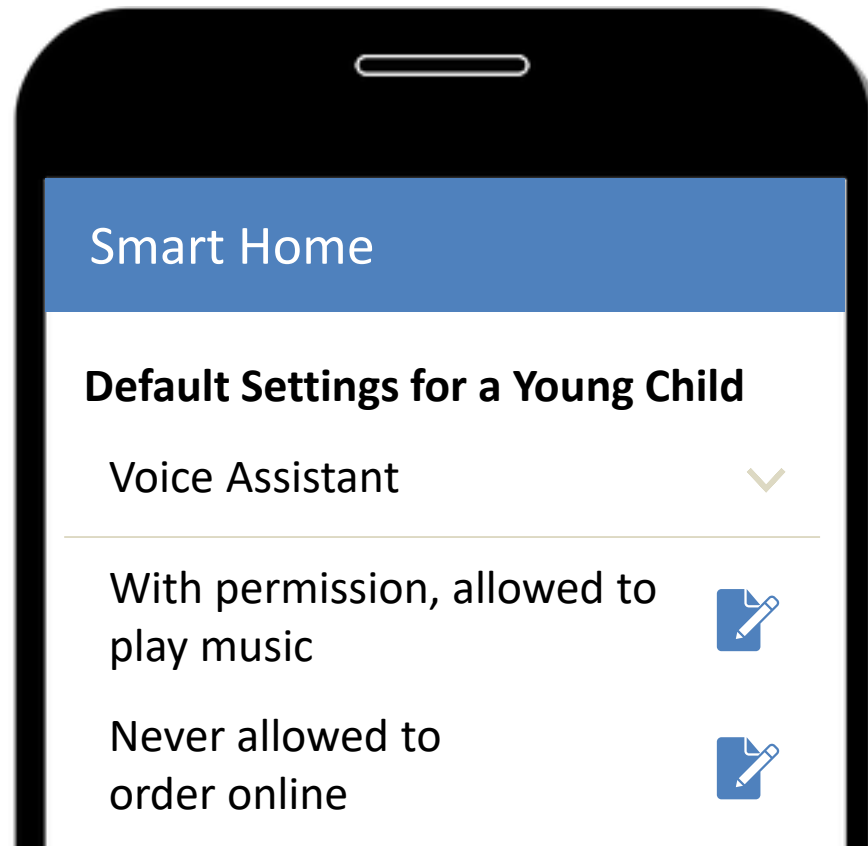 Smart Home
Default Settings for a Young Child
Voice Assistant
With permission, allowed to
play music
Never allowed to
order online